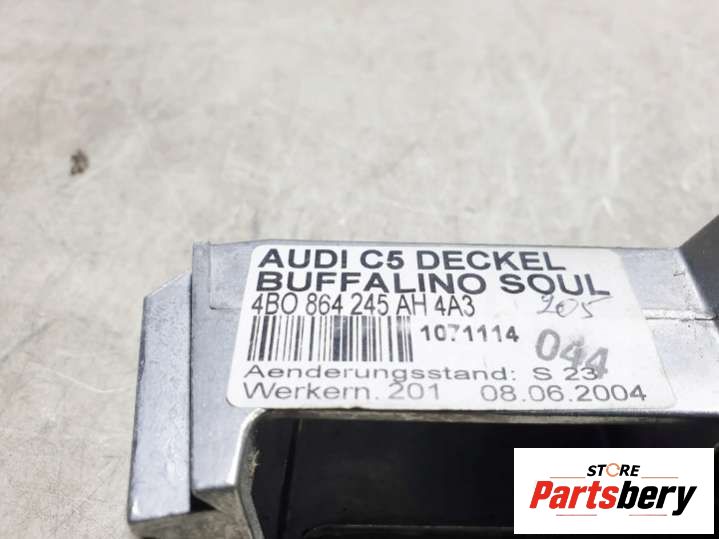 AUDI C5 DECKEL
BUFFALINO SOUL
4B0 864 245 AH 4A3 205
1071114 044
Aenderungsstand: S 23
Werkern. 201 08.06.2004
STORE
Partsbery